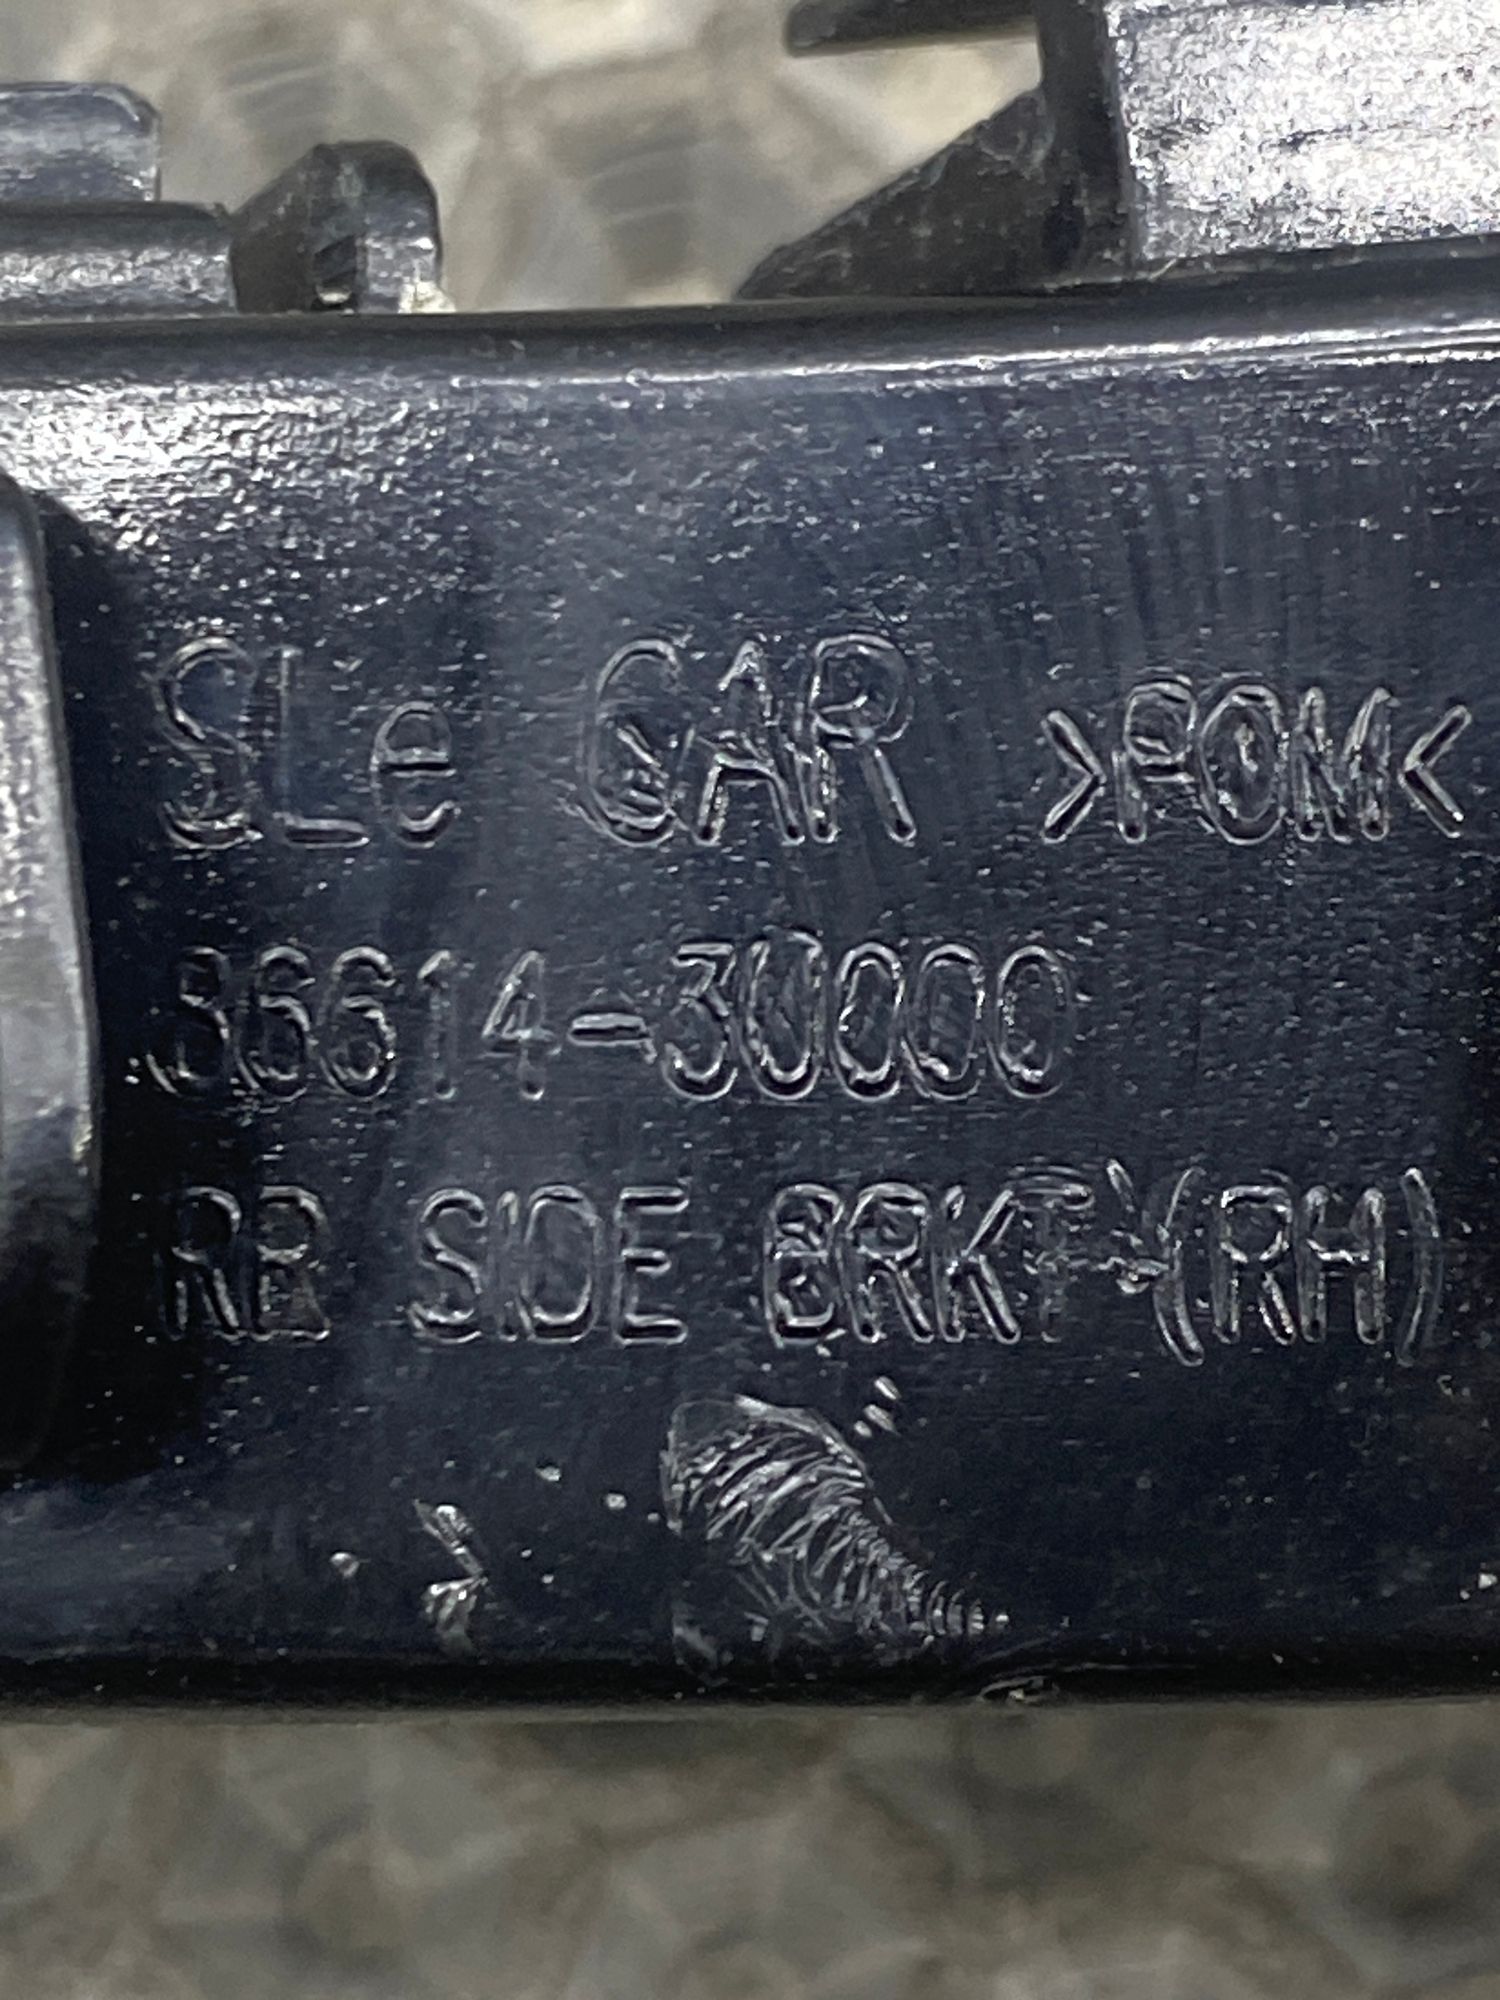 SLe CAR >POM<
86614-3U000
RR SIDE BRKT'(RH)